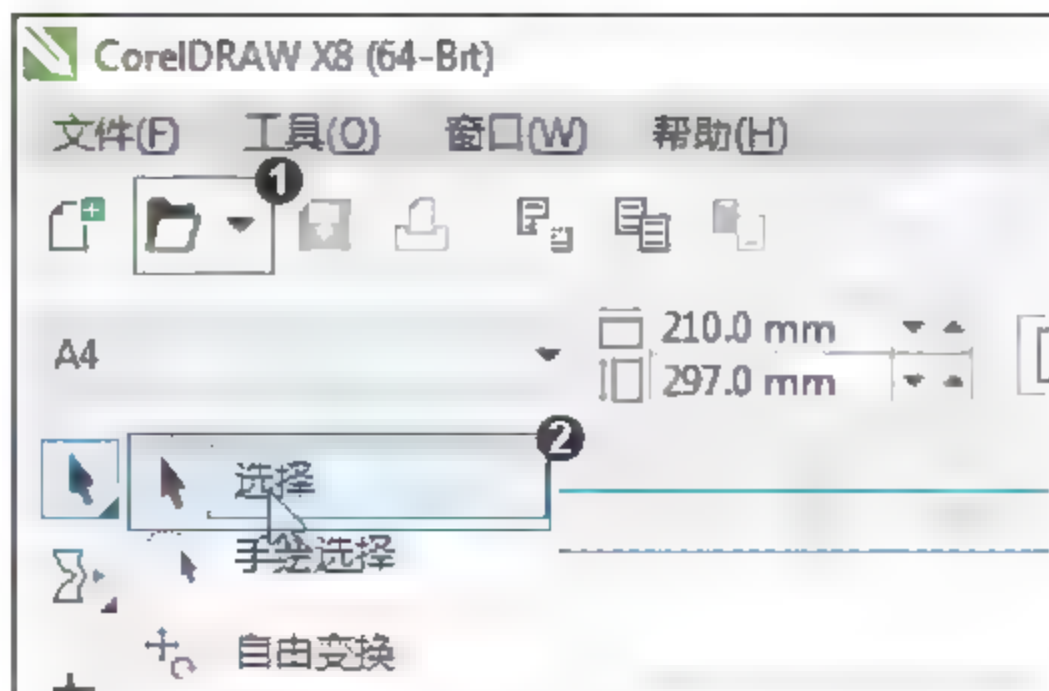 CorelDRAW X8 (64-Bit)
文件(F) 工具(O) 窗口(W) 帮助(H)
1
A4
210.0 mm
297.0 mm
2
选择
手绘选择
自由变换